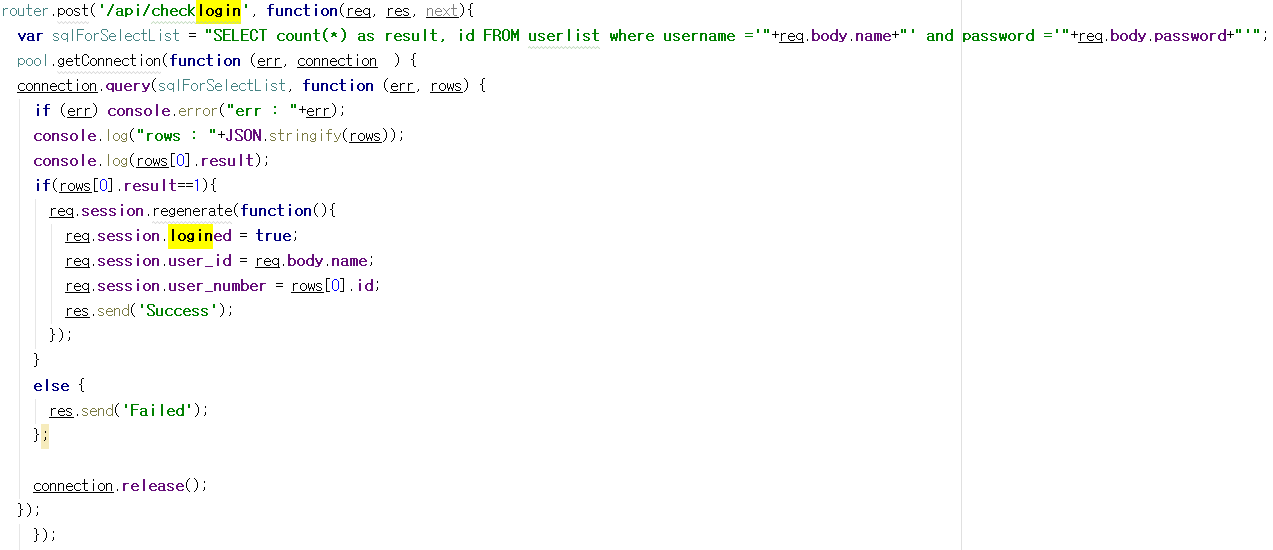 router.post('/api/checklogin', function(req, res, next){
var sqlForSelectList = "SELECT count(*) as result, id FROM userlist where username ='"+req.body.name+"' and password ='"+req.body.password+"'";
pool.getConnection(function (err, connection  ) {
connection.query(sqlForSelectList, function (err, rows) {
if (err) console.error("err : "+err);
console.log("rows : "+JSON.stringify(rows));
console.log(rows[0].result);
if(rows[0].result==1){
req.session.regenerate(function(){
req.session.logined = true;
req.session.user_id = req.body.name;
req.session.user_number = rows[0].id;
res.send('Success');
});
}
else {
res.send('Failed');
};
connection.release();
});
});